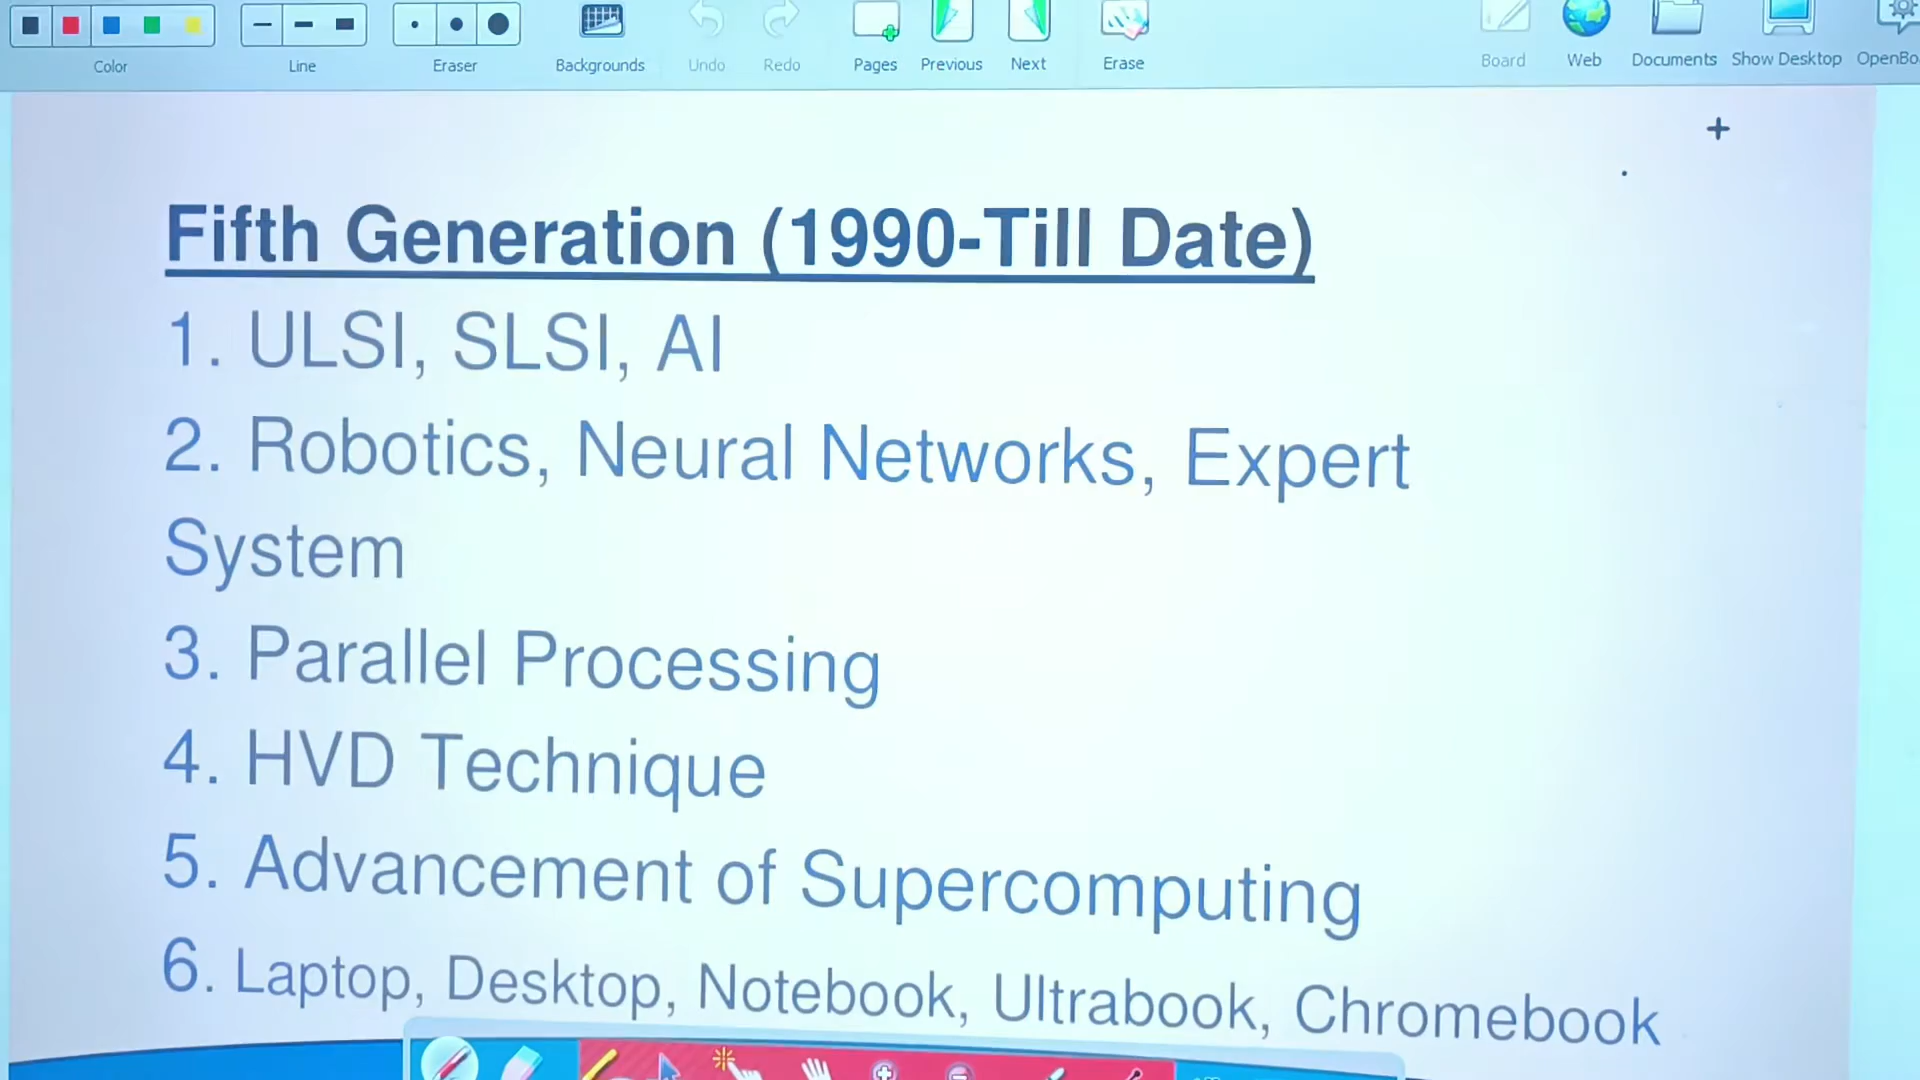 Color
Line
Eraser
Backgrounds
Undo
Redo
Pages
Previous
Next
Erase
Board
Web
Documents
Show Desktop
Fifth Generation (1990-Till Date)
1. ULSI, SLSI, AI
2. Robotics, Neural Networks, Expert
System
3. Parallel Processing
4. HVD Technique
5. Advancement of Supercomputing
6. Laptop, Desktop, Notebook, Ultrabook, Chromebook